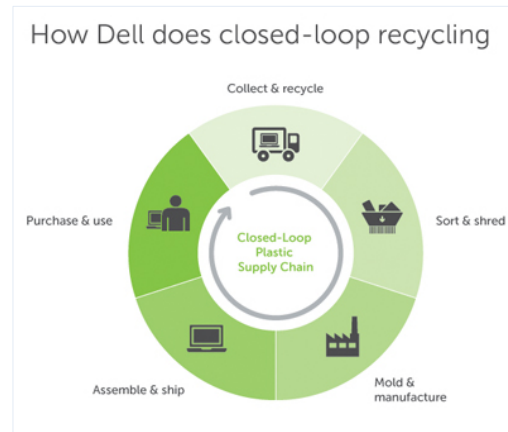 How Dell does closed-loop recycling
Collect & recycle
Sort & shred
Mold &
manufacture
Assemble & ship
Purchase & use
Closed-Loop
Plastic
Supply Chain